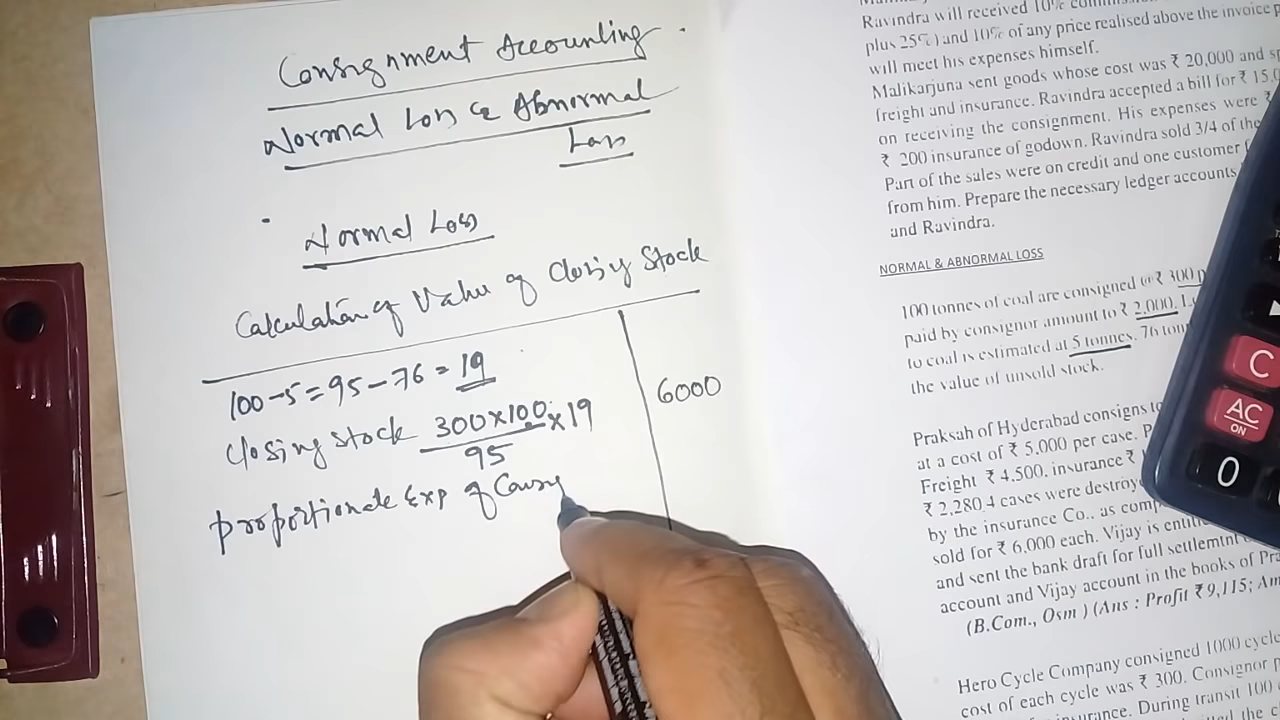 Consignment Accounting
Normal Loss & Abnormal
Loss
Normal Loss
Calculation of Value of Closing Stock
100-5=95-76=19
Closing Stock 300×100×19
95
6000
Proportionate Exp of Consy
Ravindra will received 10%
plus 25%) and 10% of any price realised above the invoice
will meet his expenses himself.
Malikarjuna sent goods whose cost was ₹ 20,000 and
freight and insurance. Ravindra accepted a bill for ₹ 15,0
on receiving the consignment. His expenses were ₹
₹ 200 insurance of godown. Ravindra sold 3/4 of the
Part of the sales were on credit and one customer
from him. Prepare the necessary ledger accounts
and Ravindra.
NORMAL & ABNORMAL LOSS
100 tonnes of coal are consigned @ ₹ 300 p
paid by consignor amount to ₹ 2,000.
to coal is estimated at 5 tonnes. 76 ton
the value of unsold stock.
Praksah of Hyderabad consigns
at a cost of ₹ 5,000 per case. P
Freight ₹ 4,500, insurance ₹
₹ 2,280 4 cases were destroy
by the insurance Co., as comp
sold for ₹ 6,000 each. Vijay is entitl
and sent the bank draft for full settlemtnt
account and Vijay account in the books of Pra
(B.Com., Osm ) (Ans : Profit ₹ 9,115; Am
Hero Cycle Company consigned 1000 cycle
cost of each cycle was ₹ 300. Consignor p
During transit 100
C
AC
ON
0